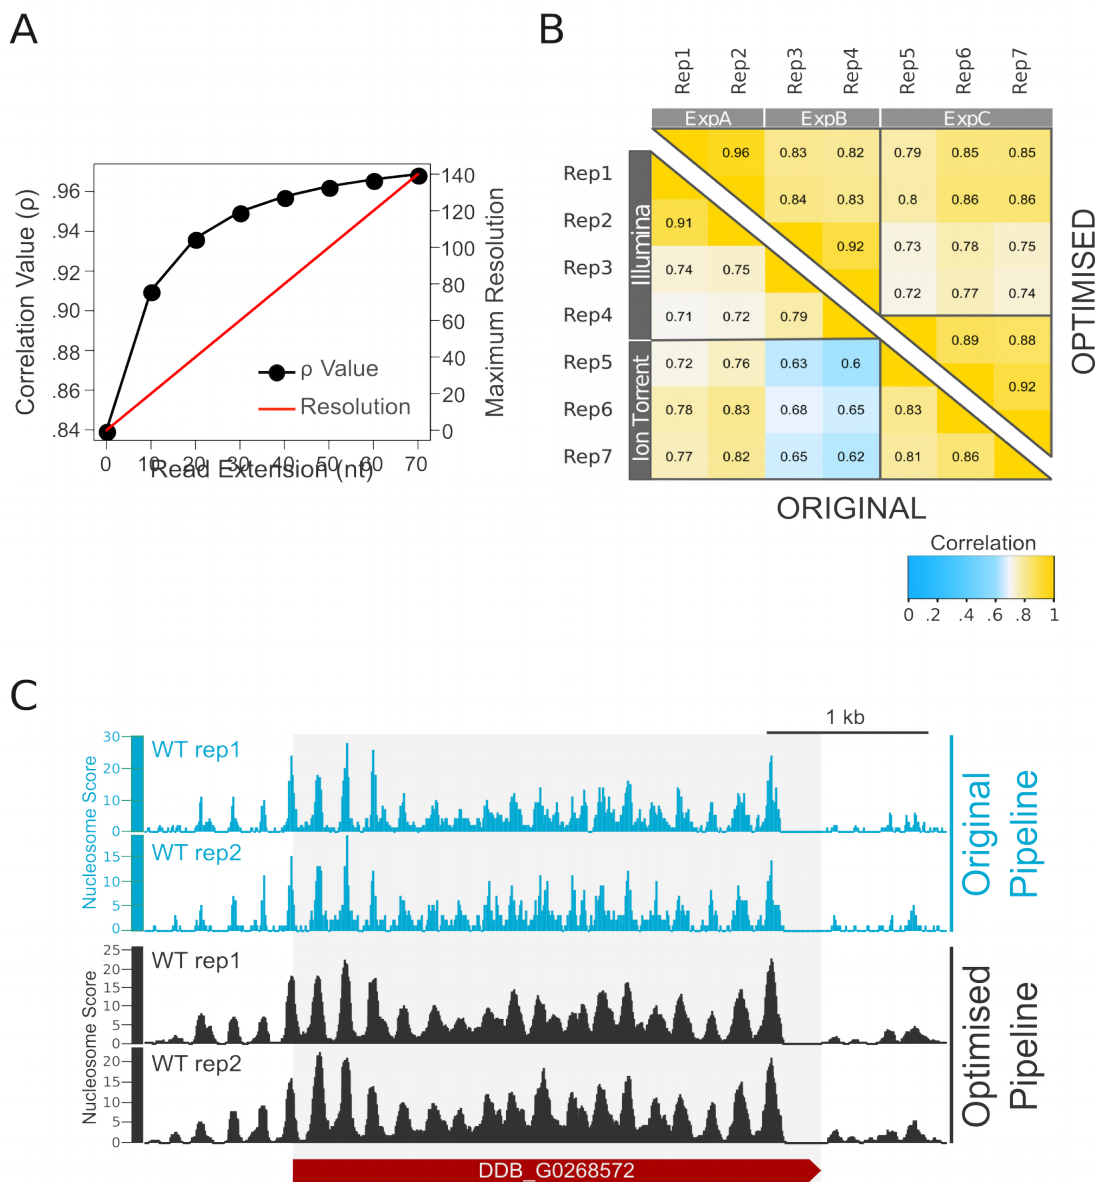 A
Correlation Value (ρ)
.96
.94
.92
.90
.88
.86
.84
140
120
100
80
60
40
20
0
Maximum Resolution
ρ Value
Resolution
0 10 20 30 40 50 60 70
Read Extension (nt)
B
Rep1 Rep2 Rep3 Rep4 Rep5 Rep6 Rep7
ExpA ExpB ExpC
Illumina
Ion Torrent
Rep1
Rep2
Rep3
Rep4
Rep5
Rep6
Rep7
0.96 0.83 0.82 0.79 0.85 0.85
0.84 0.83 0.8 0.86 0.86
0.91 0.92 0.73 0.78 0.75
0.74 0.75 0.72 0.77 0.74
0.71 0.72 0.79 0.89 0.88
0.72 0.76 0.63 0.6 0.92
0.78 0.83 0.68 0.65 0.83
0.77 0.82 0.65 0.62 0.81 0.86
OPTIMISED
ORIGINAL
Correlation
0 .2 .4 .6 .8 1
C
1 kb
Nucleosome Score
30
20
10
0
WT rep1
Nucleosome Score
15
10
5
0
WT rep2
Original
Pipeline
Nucleosome Score
25
20
15
10
5
0
WT rep1
Nucleosome Score
20
15
10
5
0
WT rep2
Optimised
Pipeline
DDB_G0268572